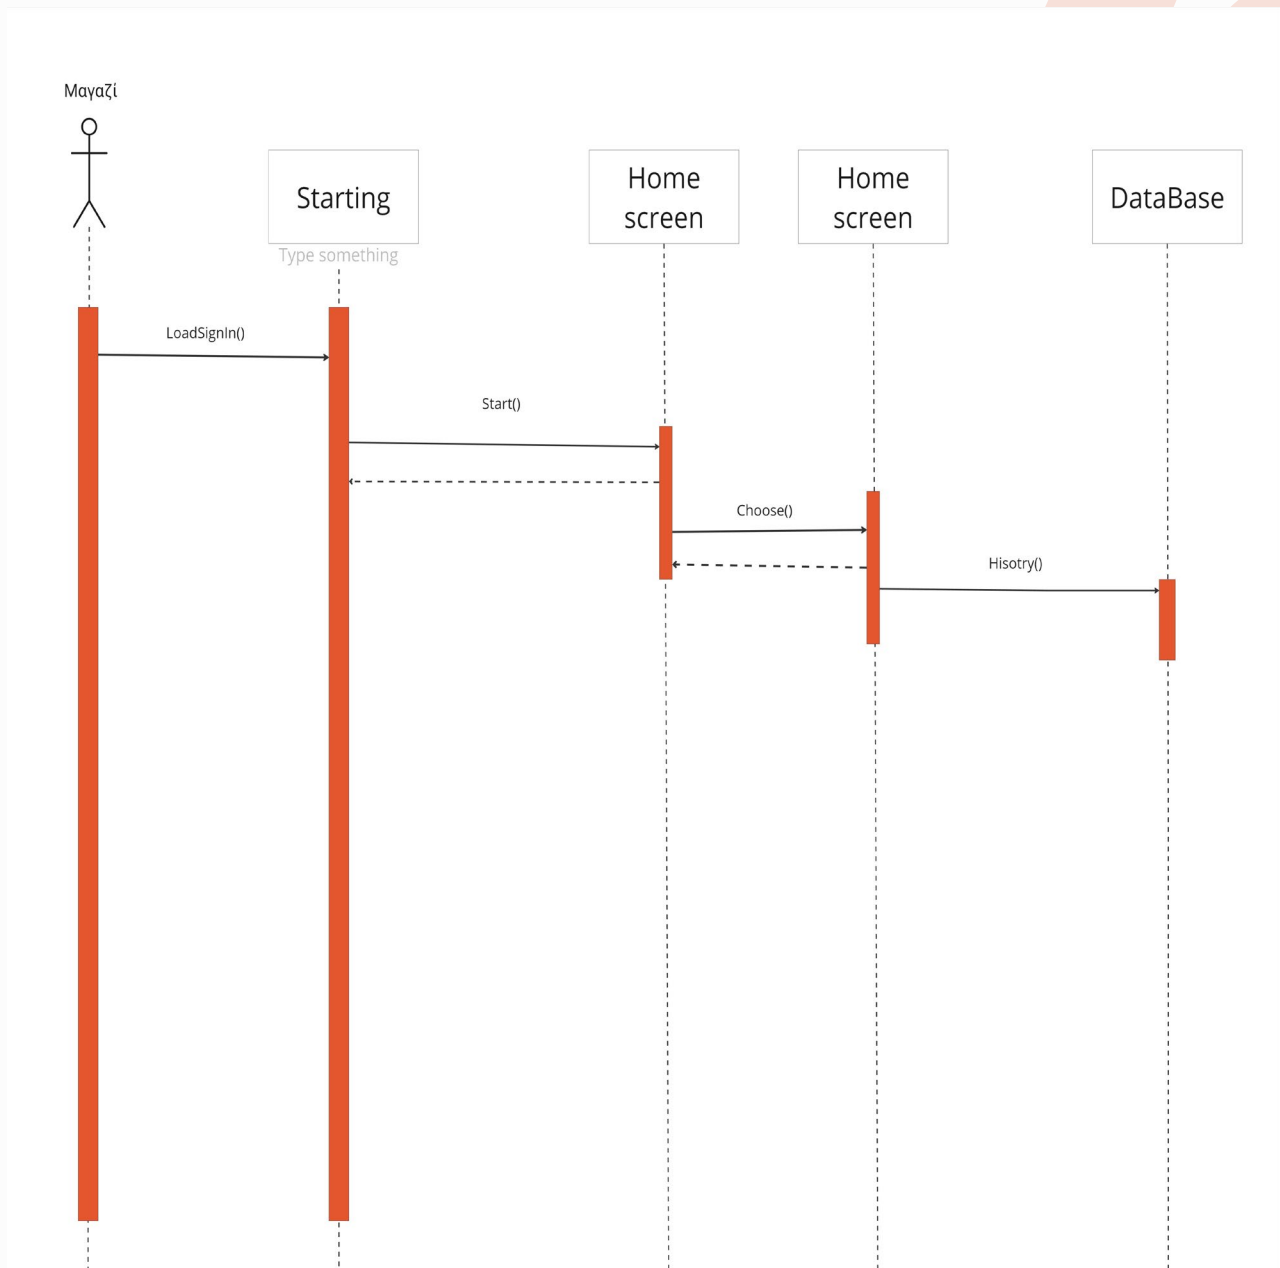 Μαγαζί
Starting
Home
screen
Home
screen
DataBase
Type something
LoadSignIn()
Start()
Choose()
Hisotry()